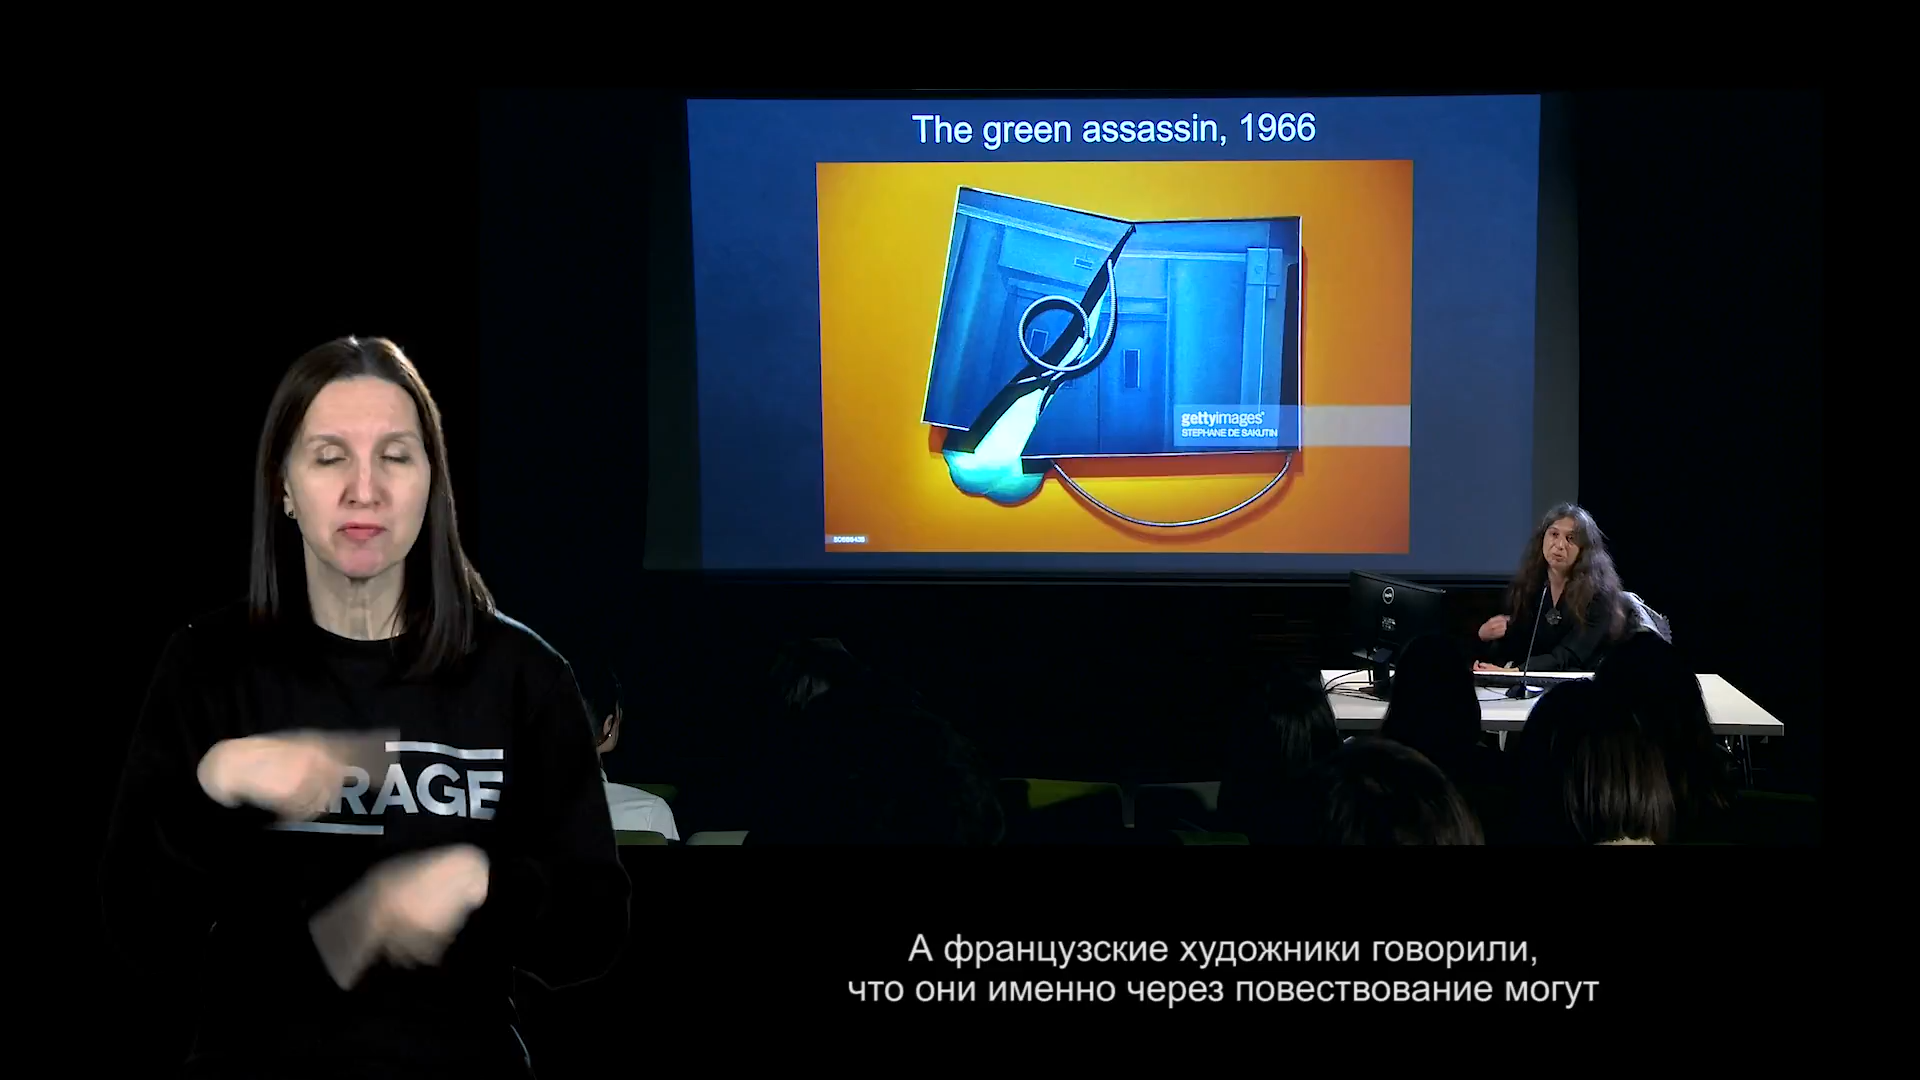 The green assassin, 1966
gettyimages®
STEPHANE DE SAKUTIN
RAGE
А французские художники говорили,
что они именно через повествование могут